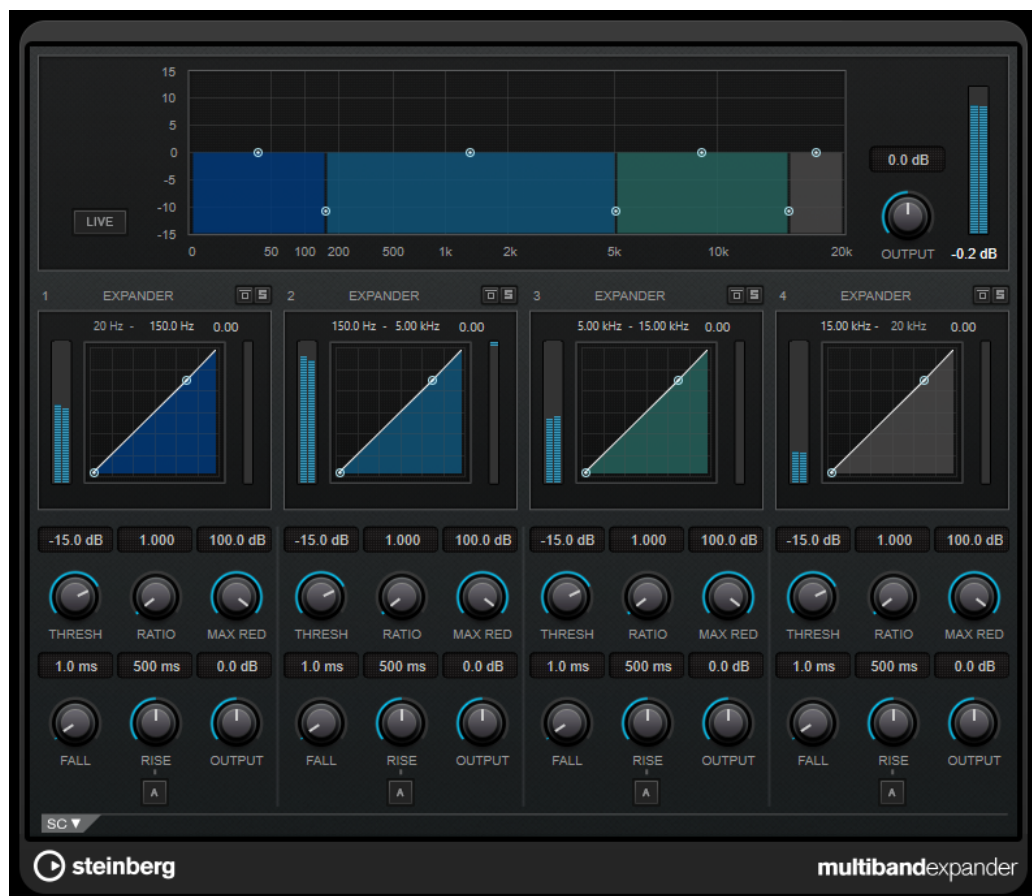 15
10
5
0
-5
-10
-15
0 50 100 200 500 1k 2k 5k 10k 20k
LIVE
0.0 dB
OUTPUT -0.2 dB
1 EXPANDER S 2 EXPANDER S 3 EXPANDER S 4 EXPANDER S
20 Hz - 150.0 Hz 0.00 150.0 Hz - 5.00 kHz 0.00 5.00 kHz - 15.00 kHz 0.00 15.00 kHz - 20 kHz 0.00
-15.0 dB 1.000 100.0 dB -15.0 dB 1.000 100.0 dB -15.0 dB 1.000 100.0 dB -15.0 dB 1.000 100.0 dB
THRESH RATIO MAX RED THRESH RATIO MAX RED THRESH RATIO MAX RED THRESH RATIO MAX RED
1.0 ms 500 ms 0.0 dB 1.0 ms 500 ms 0.0 dB 1.0 ms 500 ms 0.0 dB 1.0 ms 500 ms 0.0 dB
FALL RISE OUTPUT FALL RISE OUTPUT FALL RISE OUTPUT FALL RISE OUTPUT
A A A A
SC▼
steinberg multibandexpander